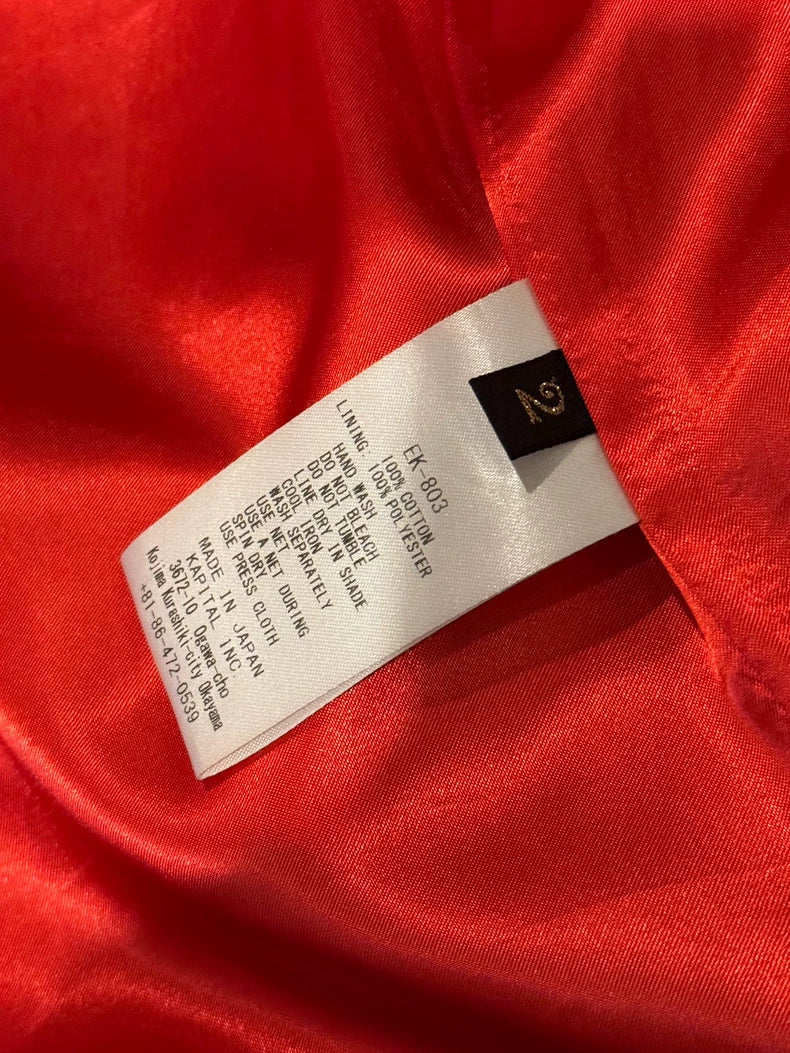 2
EK-803
100% COTTON
LINING: 100% POLYESTER
HAND WASH
DO NOT BLEACH
DO NOT TUMBLE
LINE DRY IN SHADE
COOL IRON
WASH SEPARATELY
USE NET
USE A NET DURING
SPIN DRY
USE PRESS CLOTH
MADE IN JAPAN
KAPITAL INC
3672-10 Ogawa-cho
Kojima Kurashiki-city Okayama
+81-86-472-0539